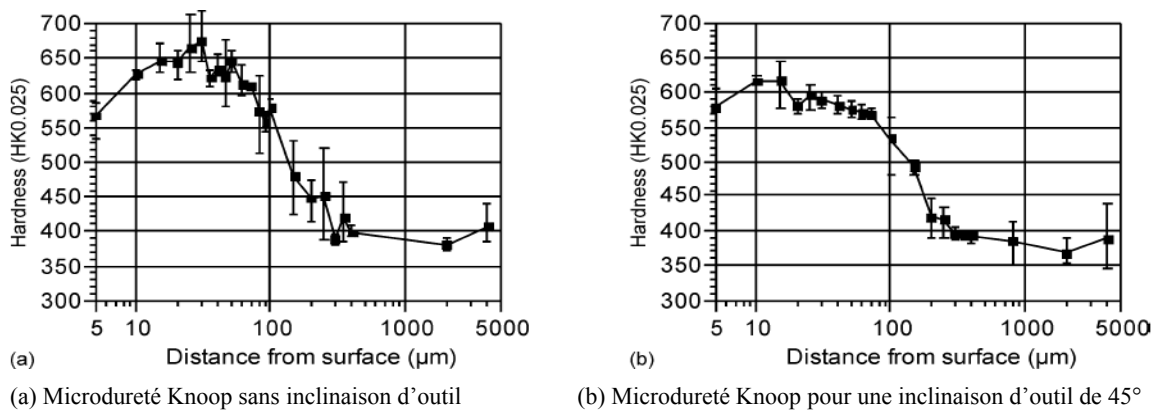 700
650
600
550
500
450
400
350
300
Hardness (HK0.025)
5 10 100 1000 5000
(a) Distance from surface (µm)
700
650
600
550
500
450
400
350
300
Hardness (HK0.025)
5 10 100 1000 5000
(b) Distance from surface (µm)
(a) Microdureté Knoop sans inclinaison d’outil
(b) Microdureté Knoop pour une inclinaison d’outil de 45°